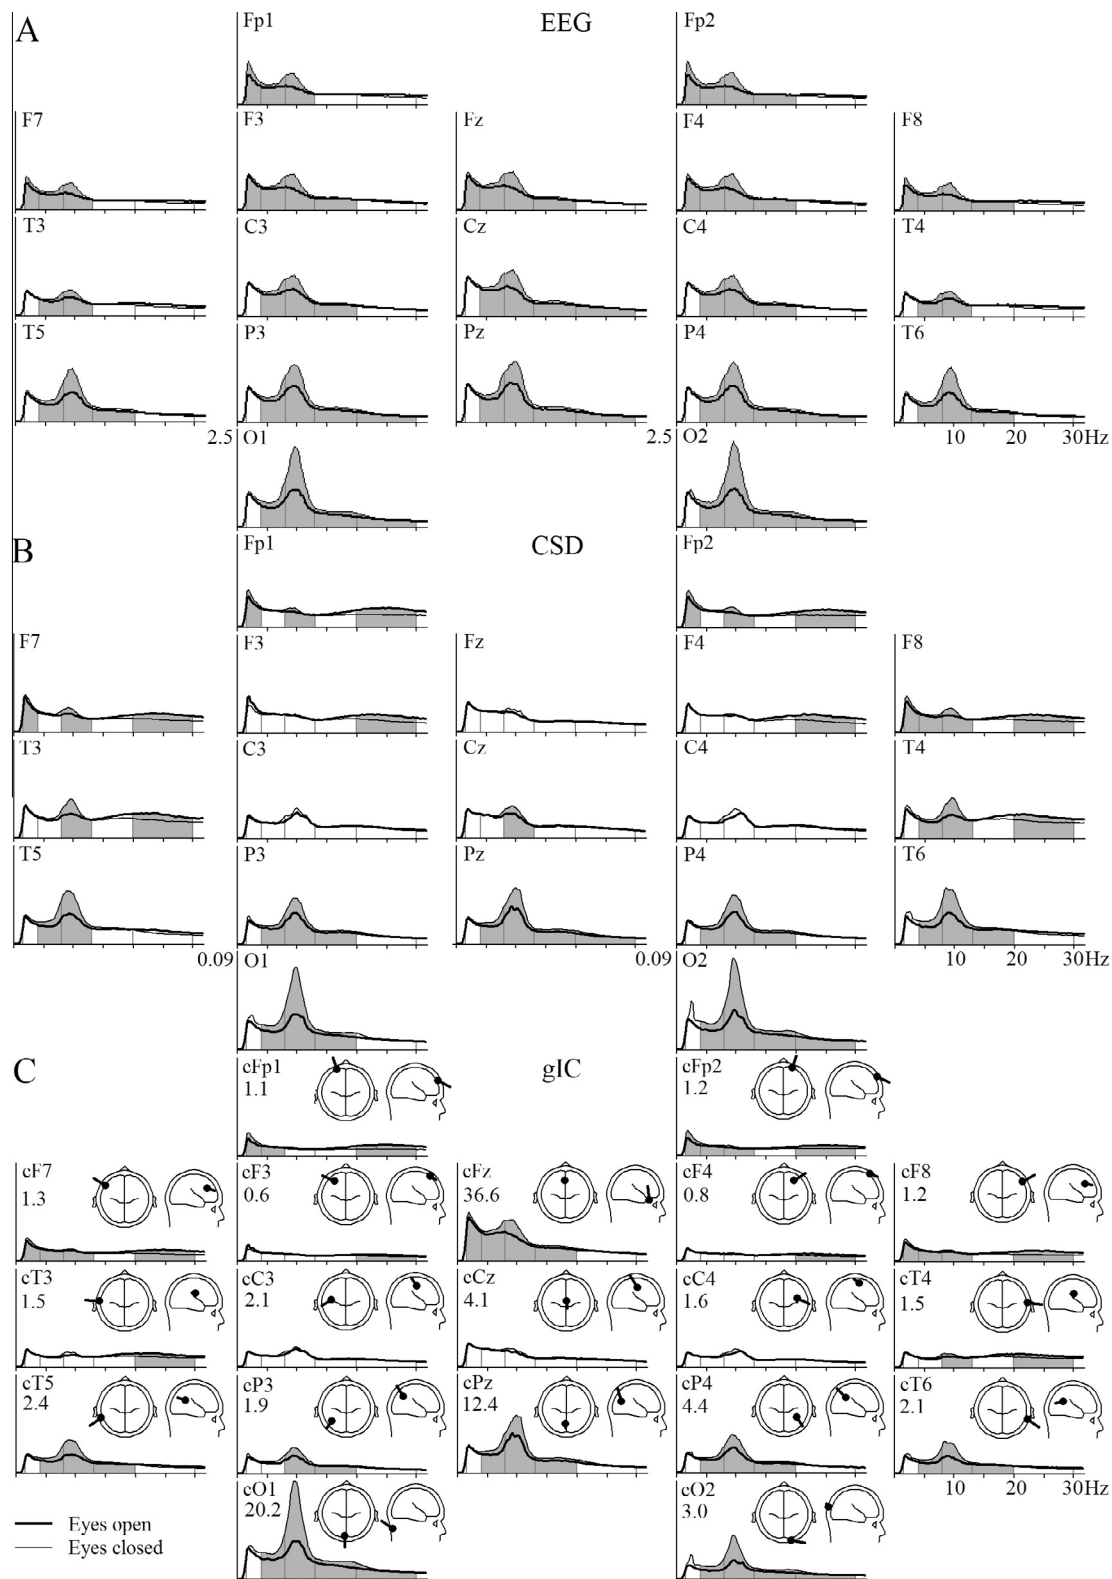 A
EEG
Fp1
Fp2
F7
F3
Fz
F4
F8
T3
C3
Cz
C4
T4
T5
P3
Pz
P4
T6
2.5
O1
2.5
O2
10 20 30Hz
B
CSD
Fp1
Fp2
F7
F3
Fz
F4
F8
T3
C3
Cz
C4
T4
T5
P3
Pz
P4
T6
0.09
O1
0.09
O2
10 20 30Hz
C
gIC
cFp1
1.1
cFp2
1.2
cF7
1.3
cF3
0.6
cFz
36.6
cF4
0.8
cF8
1.2
cT3
1.5
cC3
2.1
cCz
4.1
cC4
1.6
cT4
1.5
cT5
2.4
cP3
1.9
cPz
12.4
cP4
4.4
cT6
2.1
10 20 30Hz
cO1
20.2
cO2
3.0
Eyes open
Eyes closed